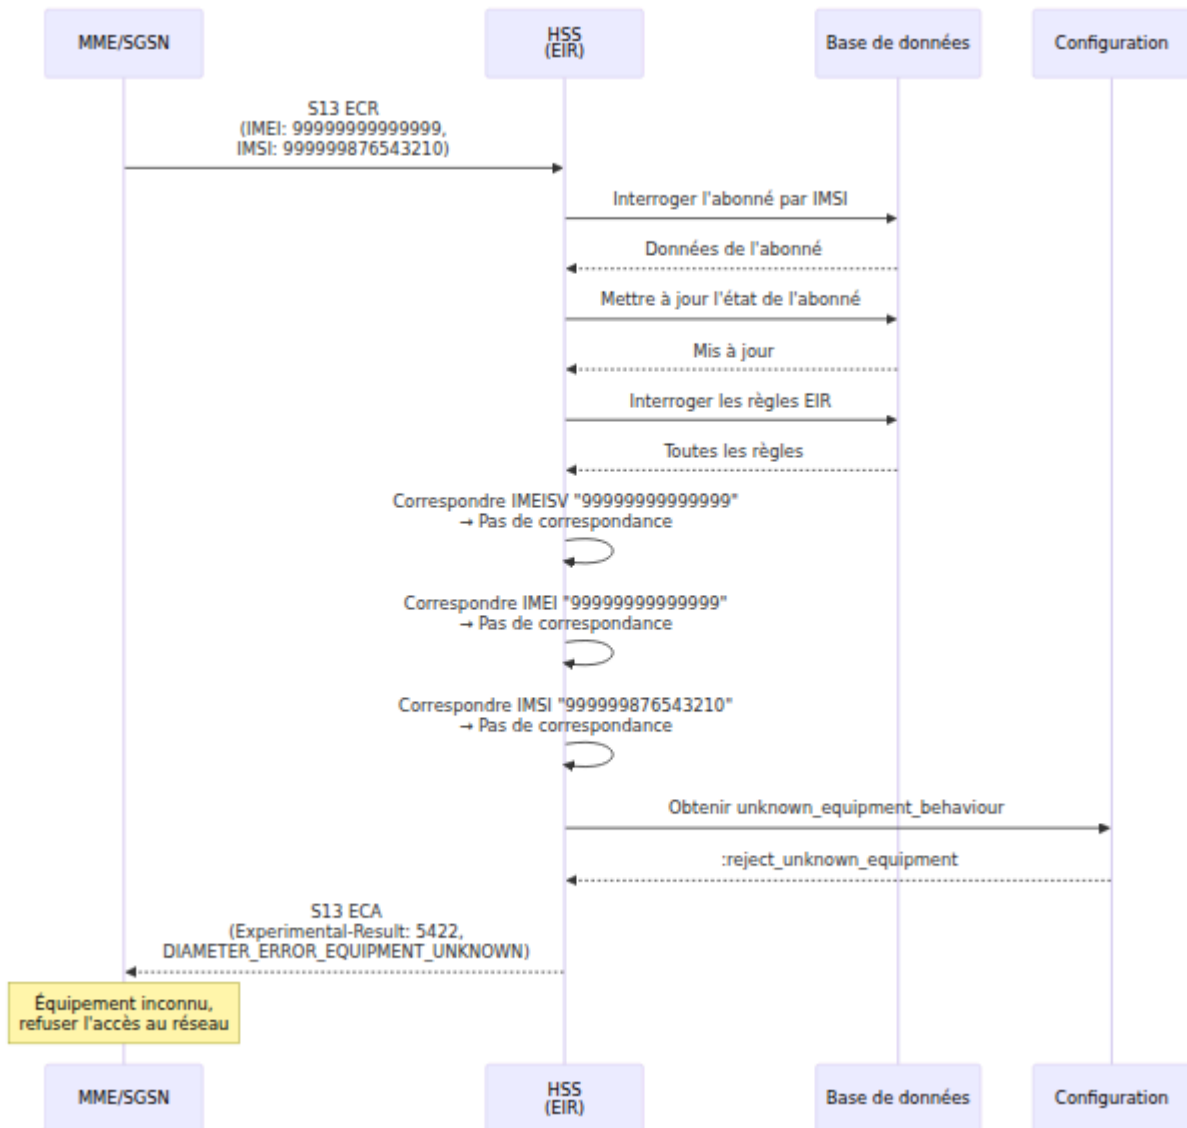 MME/SGSN
HSS
(EIR)
Base de données
Configuration
S13 ECR
(IMEI: 99999999999999,
IMSI: 999999876543210)
Interroger l'abonné par IMSI
Données de l'abonné
Mettre à jour l'état de l'abonné
Mis à jour
Interroger les règles EIR
Toutes les règles
Correspondre IMEISV "99999999999999"
→ Pas de correspondance
Correspondre IMEI "99999999999999"
→ Pas de correspondance
Correspondre IMSI "999999876543210"
→ Pas de correspondance
Obtenir unknown_equipment_behaviour
:reject_unknown_equipment
S13 ECA
(Experimental-Result: 5422,
DIAMETER_ERROR_EQUIPMENT_UNKNOWN)
Équipement inconnu,
refuser l'accès au réseau
MME/SGSN
HSS
(EIR)
Base de données
Configuration